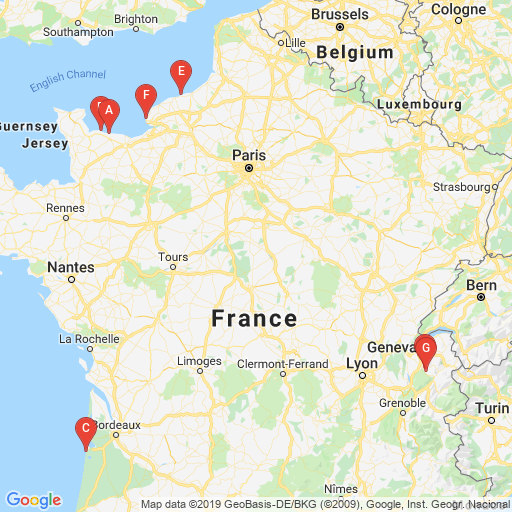 Brussels
Cologne
Southampton
Brighton
Lille
Belgium
English Channel
E
F
A
Luxembourg
Guernsey
Jersey
Paris
Strasbourg
Rennes
Tours
Nantes
Bern
France
La Rochelle
Geneva
G
Limoges
Clermont-Ferrand
Lyon
Grenoble
Turin
C
Bordeaux
Nîmes
Google
Map data ©2019 GeoBasis-DE/BKG (©2009), Google, Inst. Geogr. Nacional